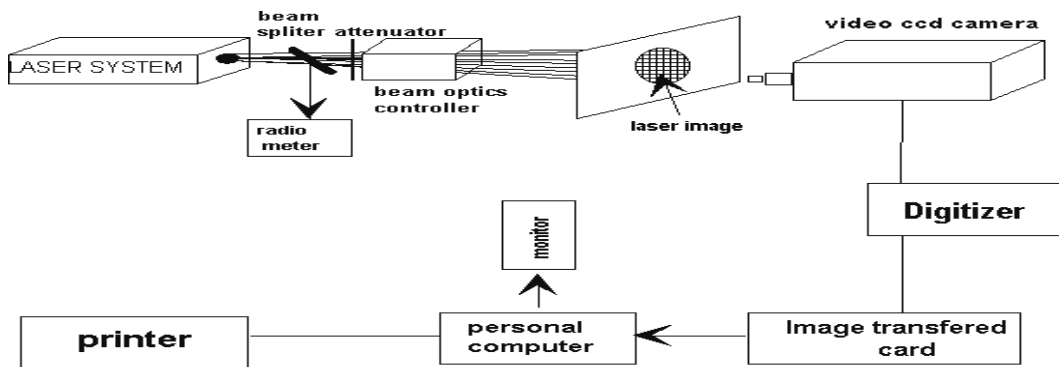 beam
spliter attenuator
video ccd camera
LASER SYSTEM
beam optics
controller
radio
meter
laser image
Digitizer
monitor
printer
personal
computer
Image transfered
card